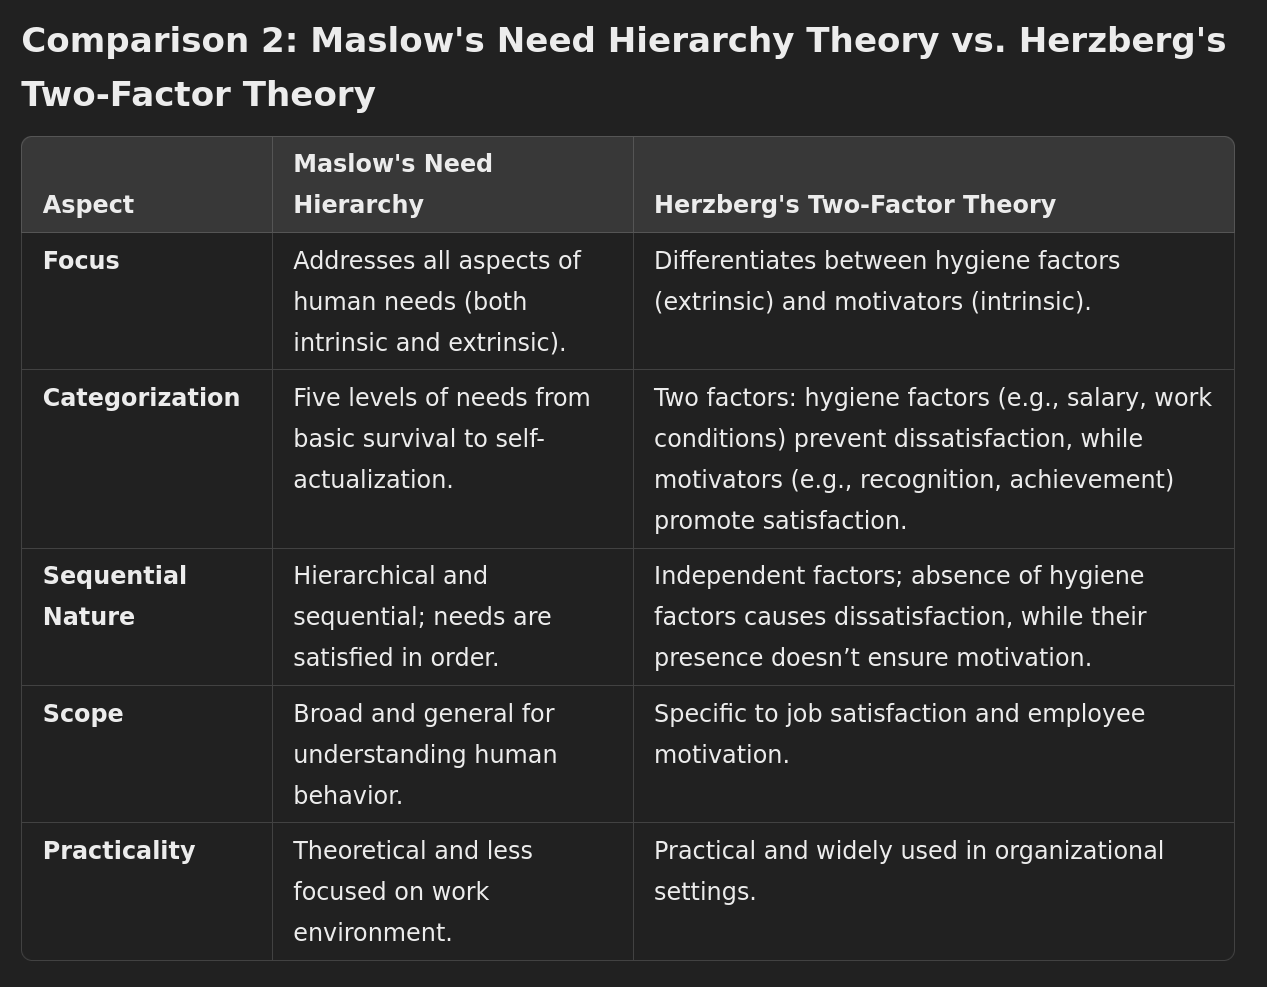 Comparison 2: Maslow's Need Hierarchy Theory vs. Herzberg's
Two-Factor Theory
Aspect
Maslow's Need
Hierarchy
Herzberg's Two-Factor Theory
Focus
Addresses all aspects of
human needs (both
intrinsic and extrinsic).
Differentiates between hygiene factors
(extrinsic) and motivators (intrinsic).
Categorization
Five levels of needs from
basic survival to self-
actualization.
Two factors: hygiene factors (e.g., salary, work
conditions) prevent dissatisfaction, while
motivators (e.g., recognition, achievement)
promote satisfaction.
Sequential
Nature
Hierarchical and
sequential; needs are
satisfied in order.
Independent factors; absence of hygiene
factors causes dissatisfaction, while their
presence doesn’t ensure motivation.
Scope
Broad and general for
understanding human
behavior.
Specific to job satisfaction and employee
motivation.
Practicality
Theoretical and less
focused on work
environment.
Practical and widely used in organizational
settings.